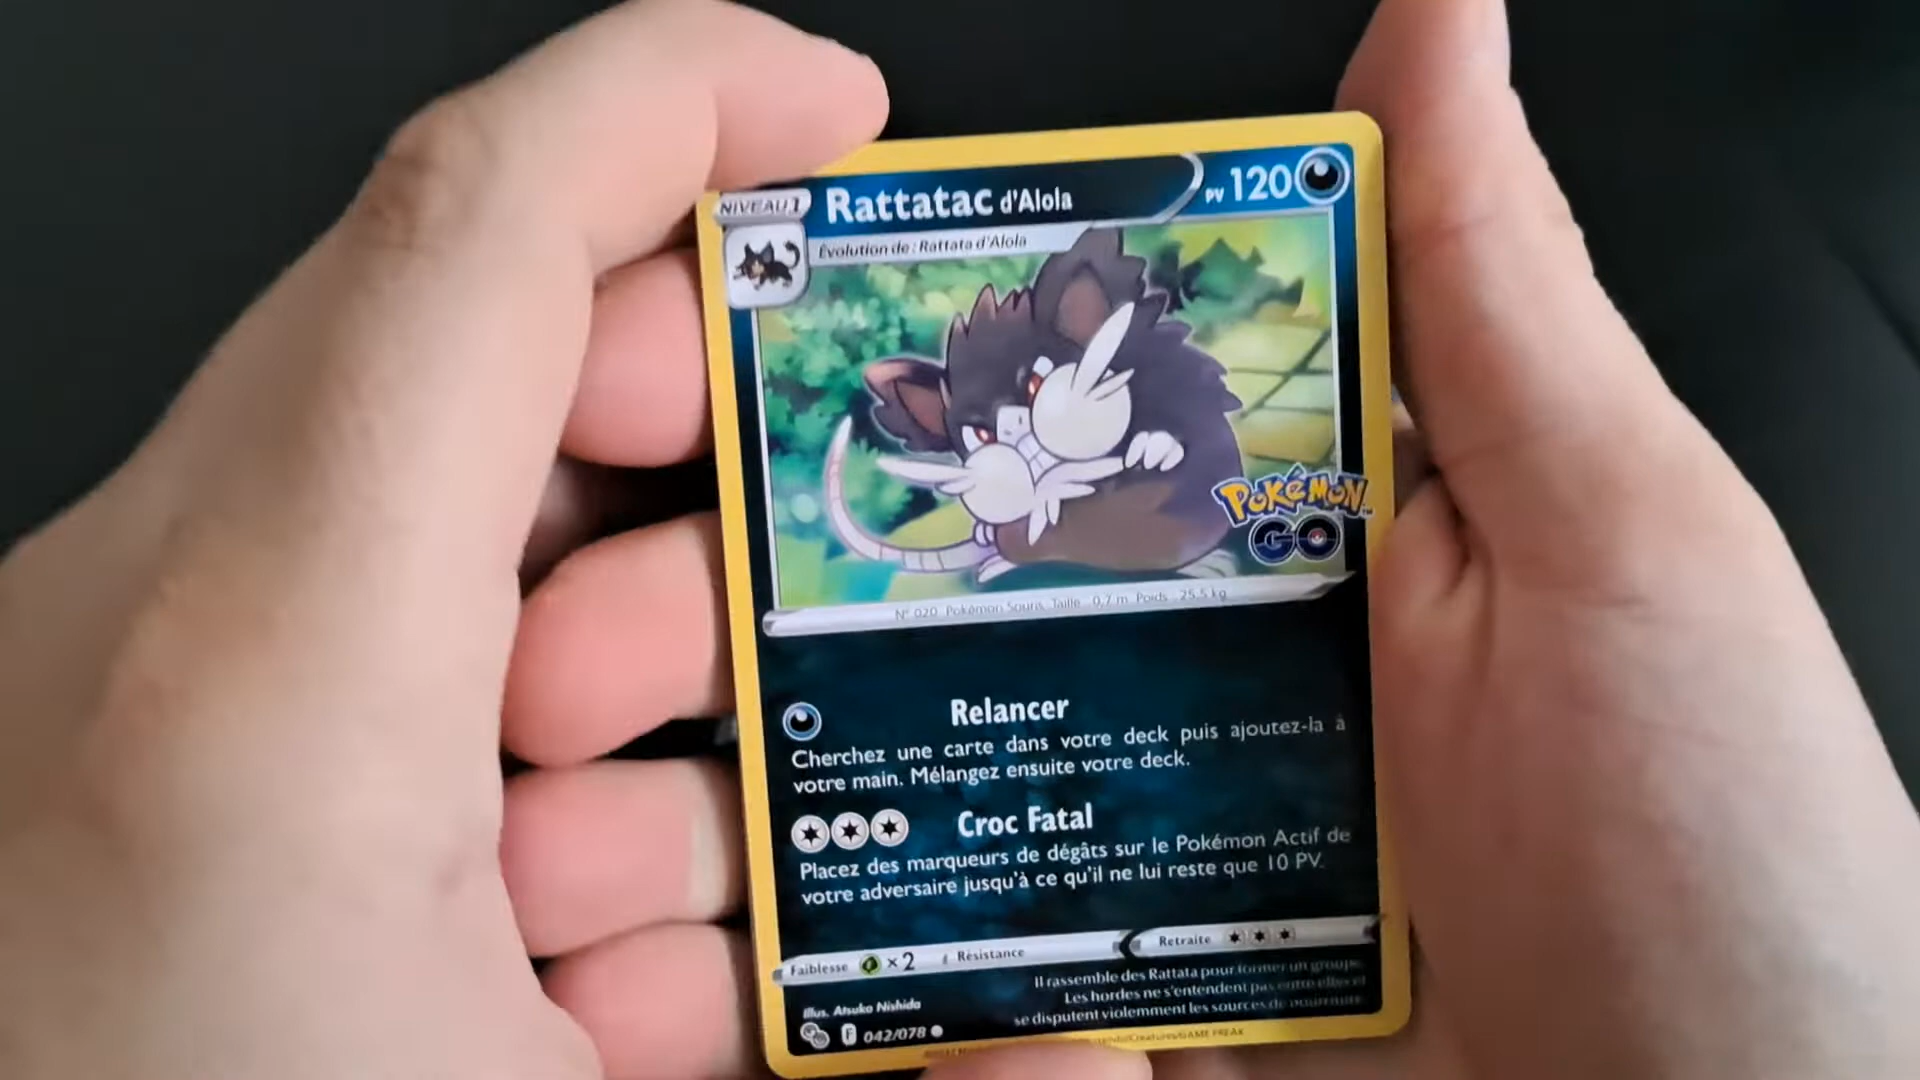 NIVEAU 1
Rattatac d'Alola
PV 120
Évolution de : Rattata d'Alola
POKéMON
GO
N° 020 Pokémon Souris Taille : 0,7 m Poids : 25.5 kg
Relancer
Cherchez une carte dans votre deck puis ajoutez-la à
votre main. Mélangez ensuite votre deck.
Croc Fatal
Placez des marqueurs de dégâts sur le Pokémon Actif de
votre adversaire jusqu'à ce qu'il ne lui reste que 10 PV.
Faiblesse ×2 Résistance Retraite
Il rassemble des Rattata pour former un groupe.
Les hordes ne s'entendent pas entre elles et
se disputent violemment les sources de nourriture.
Illus. Atsuko Nishida
F 042/078
Creatures/GAME FREAK